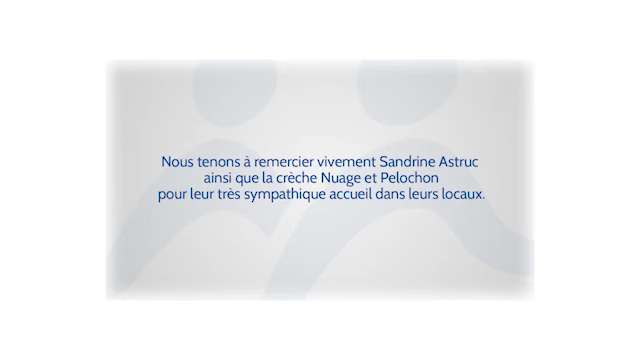 Nous tenons à remercier vivement Sandrine Astruc
ainsi que la crèche Nuage et Pelochon
pour leur très sympathique accueil dans leurs locaux.